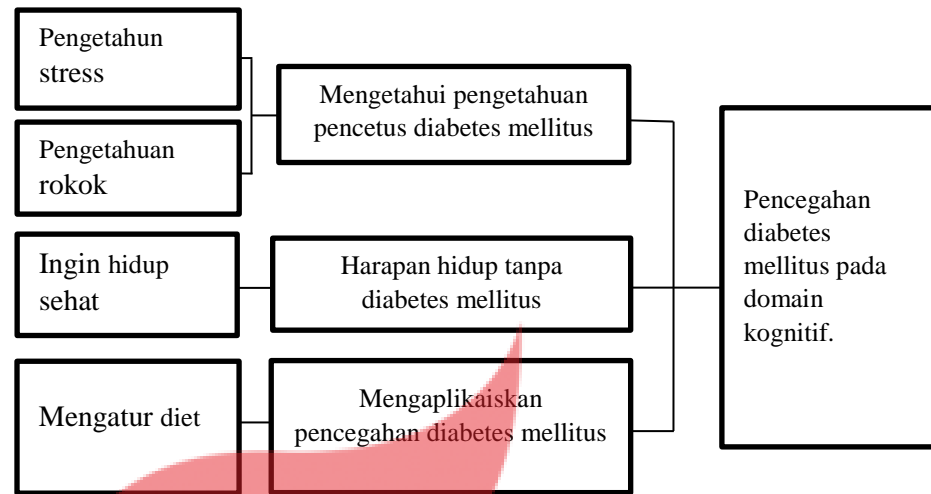 Pengetahun
stress
Pengetahuan
rokok
Mengetahui pengetahuan
pencetus diabetes mellitus
Ingin hidup
sehat
Harapan hidup tanpa
diabetes mellitus
Mengatur diet
Mengaplikaiskan
pencegahan diabetes mellitus
Pencegahan
diabetes
mellitus pada
domain
kognitif.